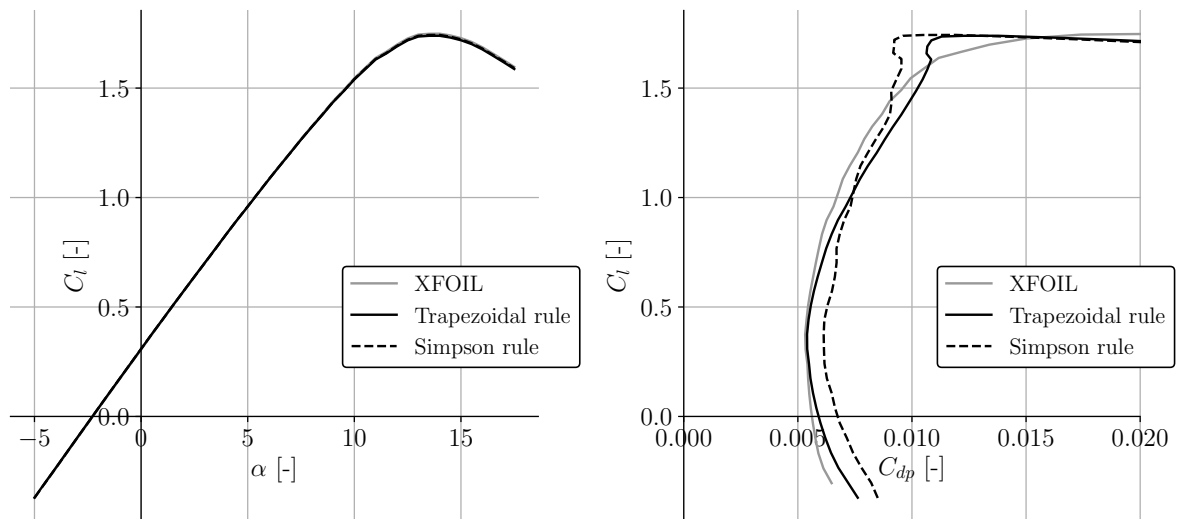 1.5
1.0
0.5
0.0
−5
0
5
10
15
C_l [-]
α [-]
XFOIL
Trapezoidal rule
Simpson rule
1.5
1.0
0.5
0.0
0.000
0.005
0.010
0.015
0.020
C_l [-]
C_{dp} [-]
XFOIL
Trapezoidal rule
Simpson rule